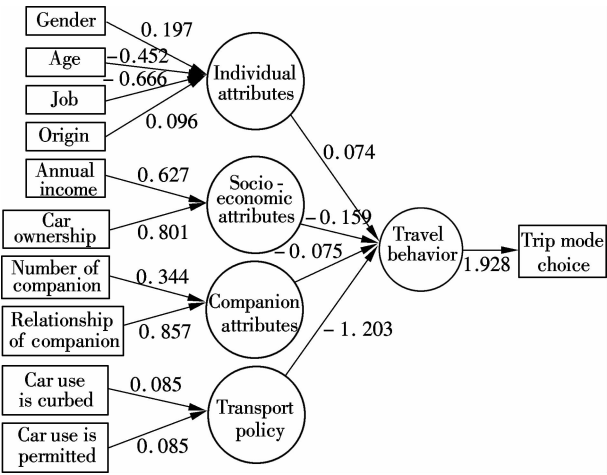 Gender
0.197
Age
-0.452
-0.666
Job
Origin
0.096
Individual
attributes
Annual
income
0.627
Car
ownership
0.801
Socio-
economic
attributes
Number of
companion
0.344
Relationship
of companion
0.857
Companion
attributes
Car use
is curbed
0.085
Car use is
permitted
0.085
Transport
policy
0.074
-0.159
-0.075
-1.203
Travel
behavior
1.928
Trip mode
choice